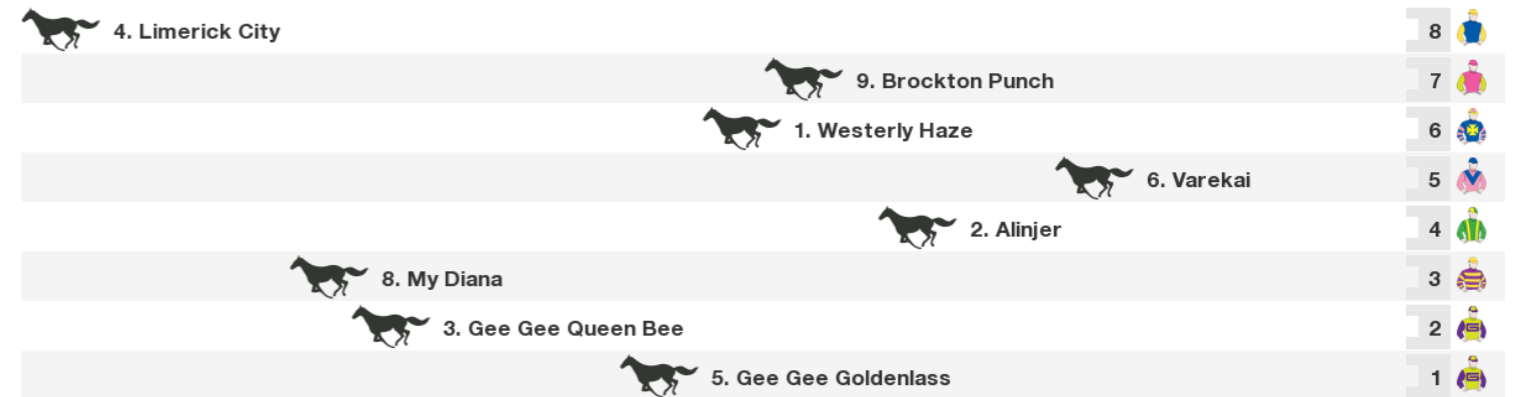 4. Limerick City 8
9. Brockton Punch 7
1. Westerly Haze 6
6. Varekai 5
2. Alinjer 4
8. My Diana 3
3. Gee Gee Queen Bee 2
5. Gee Gee Goldenlass 1